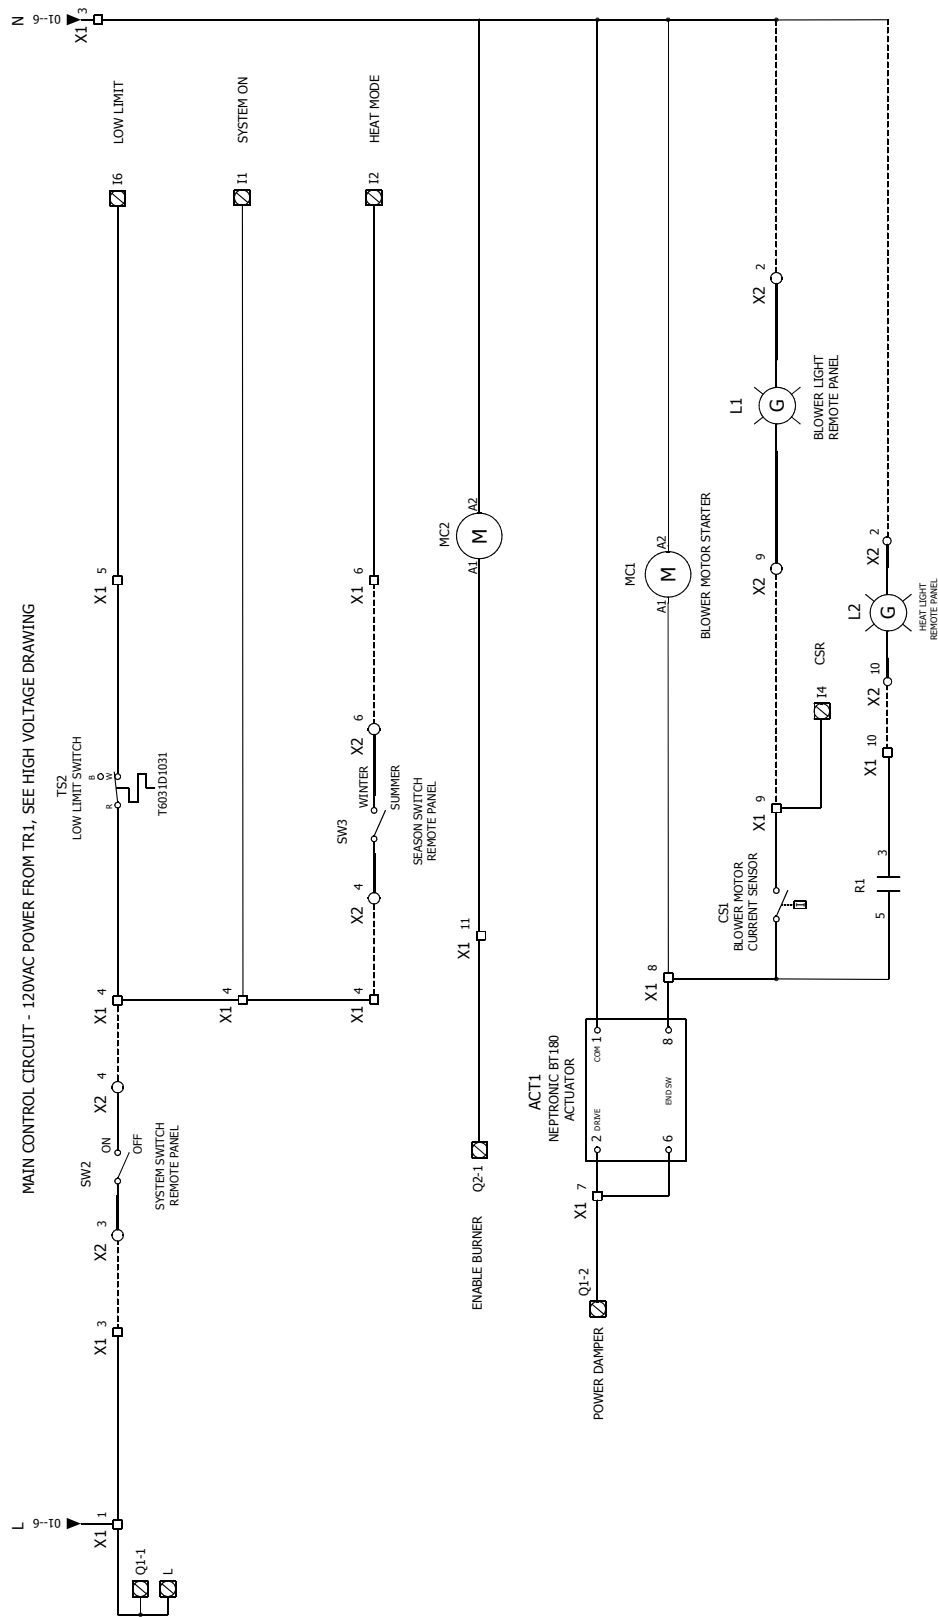 MAIN CONTROL CIRCUIT - 120VAC POWER FROM TR1, SEE HIGH VOLTAGE DRAWING
L
01--6
X1 1
Q1-1
L
X1 3
X2 3
SW2
ON
OFF
SYSTEM SWITCH
REMOTE PANEL
X2 4
X1 4
TS2
LOW LIMIT SWITCH
R
B
W
T6031D1031
X1 5
I6
LOW LIMIT
N
01--6
X1 3
X1 4
I1
SYSTEM ON
X1 4
X2 4
SW3
WINTER
SUMMER
SEASON SWITCH
REMOTE PANEL
X2 6
X1 6
I2
HEAT MODE
ENABLE BURNER
Q2-1
X1 11
MC2
A1
M
A2
POWER DAMPER
Q1-2
X1 7
ACT1
NEPTRONIC BT180
ACTUATOR
2 DRIVE
COM 1
6
END SW
8
X1 8
MC1
A1
M
A2
BLOWER MOTOR STARTER
CS1
BLOWER MOTOR
CURRENT SENSOR
I
X1 9
I4
CSR
X2 9
L1
G
BLOWER LIGHT
REMOTE PANEL
X2 2
R1
5
3
X1 10
X2 10
L2
G
HEAT LIGHT
REMOTE PANEL
X2 2